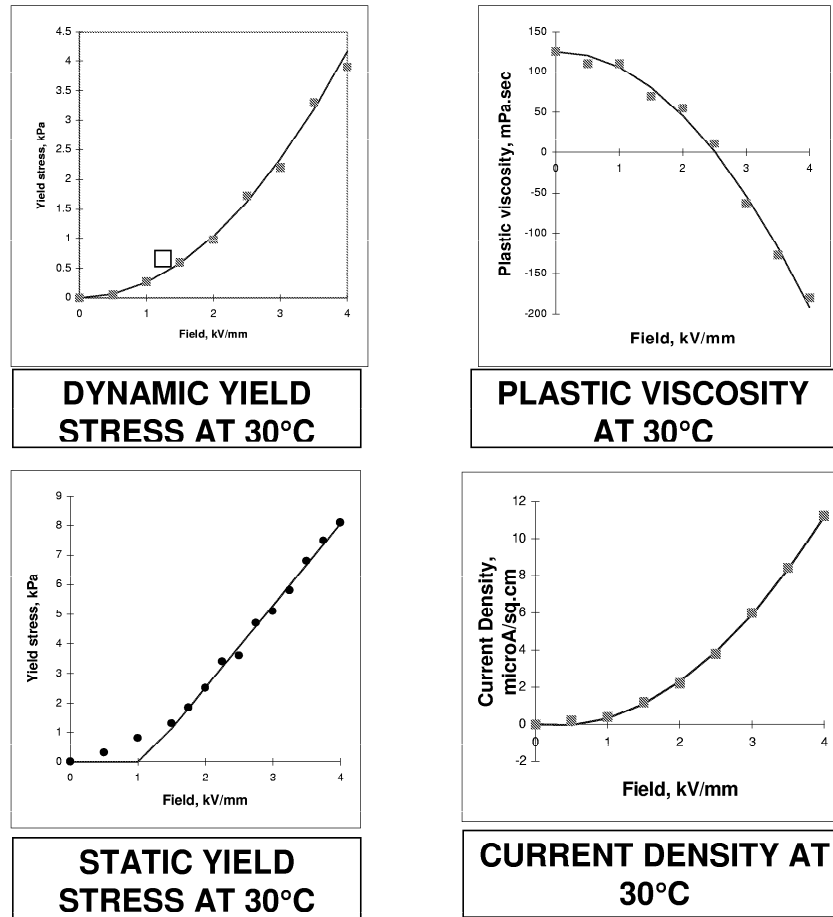 4.5
4
3.5
3
2.5
2
1.5
1
0.5
0
Yield stress, kPa
0 1 2 3 4
Field, kV/mm
DYNAMIC YIELD
STRESS AT 30°C
150
100
50
0
-50
-100
-150
-200
Plastic viscosity, mPa.sec
0 1 2 3 4
Field, kV/mm
PLASTIC VISCOSITY
AT 30°C
9
8
7
6
5
4
3
2
1
0
Yield stress, kPa
0 1 2 3 4
Field, kV/mm
STATIC YIELD
STRESS AT 30°C
12
10
8
6
4
2
0
-2
Current Density,
microA/sq.cm
0 1 2 3 4
Field, kV/mm
CURRENT DENSITY AT
30°C